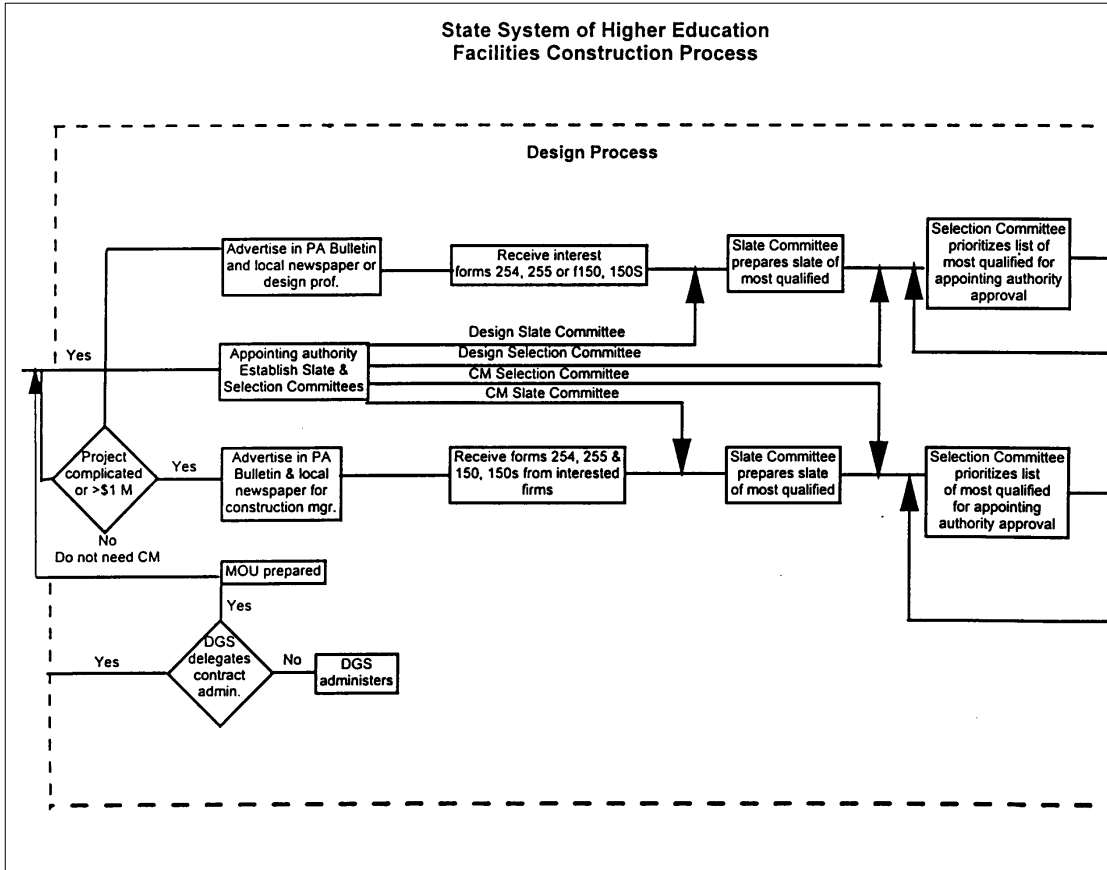 State System of Higher Education
Facilities Construction Process
Design Process
Advertise in PA Bulletin
and local newspaper or
design prof.
Receive interest
forms 254, 255 or f150, 150S
Slate Committee
prepares slate of
most qualified
Selection Committee
prioritizes list of
most qualified for
appointing authority
approval
Yes
Appointing authority
Establish Slate &
Selection Committees
Design Slate Committee
Design Selection Committee
CM Selection Committee
CM Slate Committee
Project
complicated
or >$1 M
Yes
No
Do not need CM
Advertise in PA
Bulletin & local
newspaper for
construction mgr.
Receive forms 254, 255 &
150, 150s from interested
firms
Slate Committee
prepares slate
of most qualified
Selection Committee
prioritizes list
of most qualified
for appointing
authority approval
MOU prepared
Yes
Yes
DGS
delegates
contract
admin.
No
DGS
administers